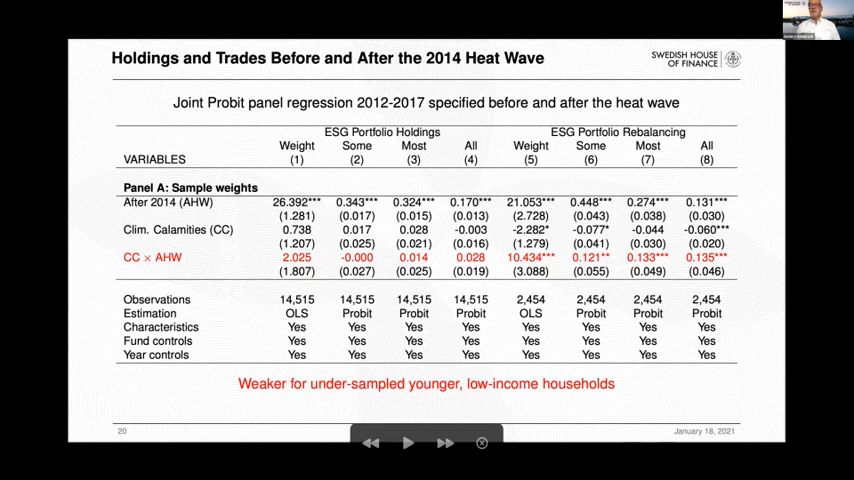 Holdings and Trades Before and After the 2014 Heat Wave
SWEDISH HOUSE
OF FINANCE
Joint Probit panel regression 2012-2017 specified before and after the heat wave
ESG Portfolio Holdings ESG Portfolio Rebalancing
Weight Some Most All Weight Some Most All
VARIABLES (1) (2) (3) (4) (5) (6) (7) (8)
Panel A: Sample weights
After 2014 (AHW) 26.392*** 0.343*** 0.324*** 0.170*** 21.053*** 0.448*** 0.274*** 0.131***
(1.281) (0.017) (0.015) (0.013) (2.728) (0.043) (0.038) (0.030)
Clim. Calamities (CC) 0.738 0.017 0.028 -0.003 -2.282* -0.077* -0.044 -0.060***
(1.207) (0.025) (0.021) (0.016) (1.279) (0.041) (0.030) (0.020)
CC × AHW 2.025 -0.000 0.014 0.028 10.434*** 0.121** 0.133*** 0.135***
(1.807) (0.027) (0.025) (0.019) (3.088) (0.055) (0.049) (0.046)
Observations 14,515 14,515 14,515 14,515 2,454 2,454 2,454 2,454
Estimation OLS Probit Probit Probit OLS Probit Probit Probit
Characteristics Yes Yes Yes Yes Yes Yes Yes Yes
Fund controls Yes Yes Yes Yes Yes Yes Yes Yes
Year controls Yes Yes Yes Yes Yes Yes Yes Yes
Weaker for under-sampled younger, low-income households
20 January 18, 2021